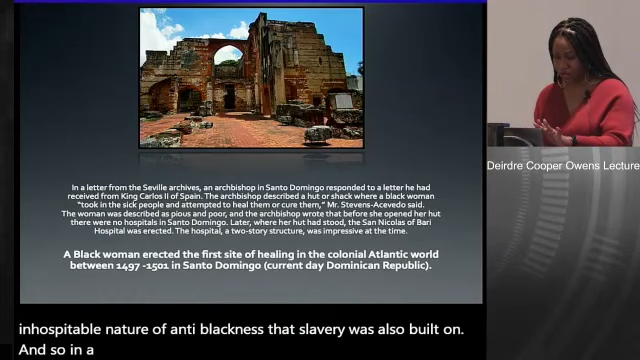 In a letter from the Seville archives, an archbishop in Santo Domingo responded to a letter he had
received from King Carlos II of Spain. The archbishop described a hut or shack where a black woman
"took in the sick people and attempted to heal them or cure them," Mr. Stevens-Acevedo said.
The woman was described as pious and poor, and the archbishop wrote that before she opened her hut
there were no hospitals in Santo Domingo. Later, where her hut had stood, the San Nicolas of Bari
Hospital was erected. The hospital, a two-story structure, was impressive at the time.
A Black woman erected the first site of healing in the colonial Atlantic world
between 1497 -1501 in Santo Domingo (current day Dominican Republic).
Deirdre Cooper Owens Lecture
inhospitable nature of anti blackness that slavery was also built on.
And so in a